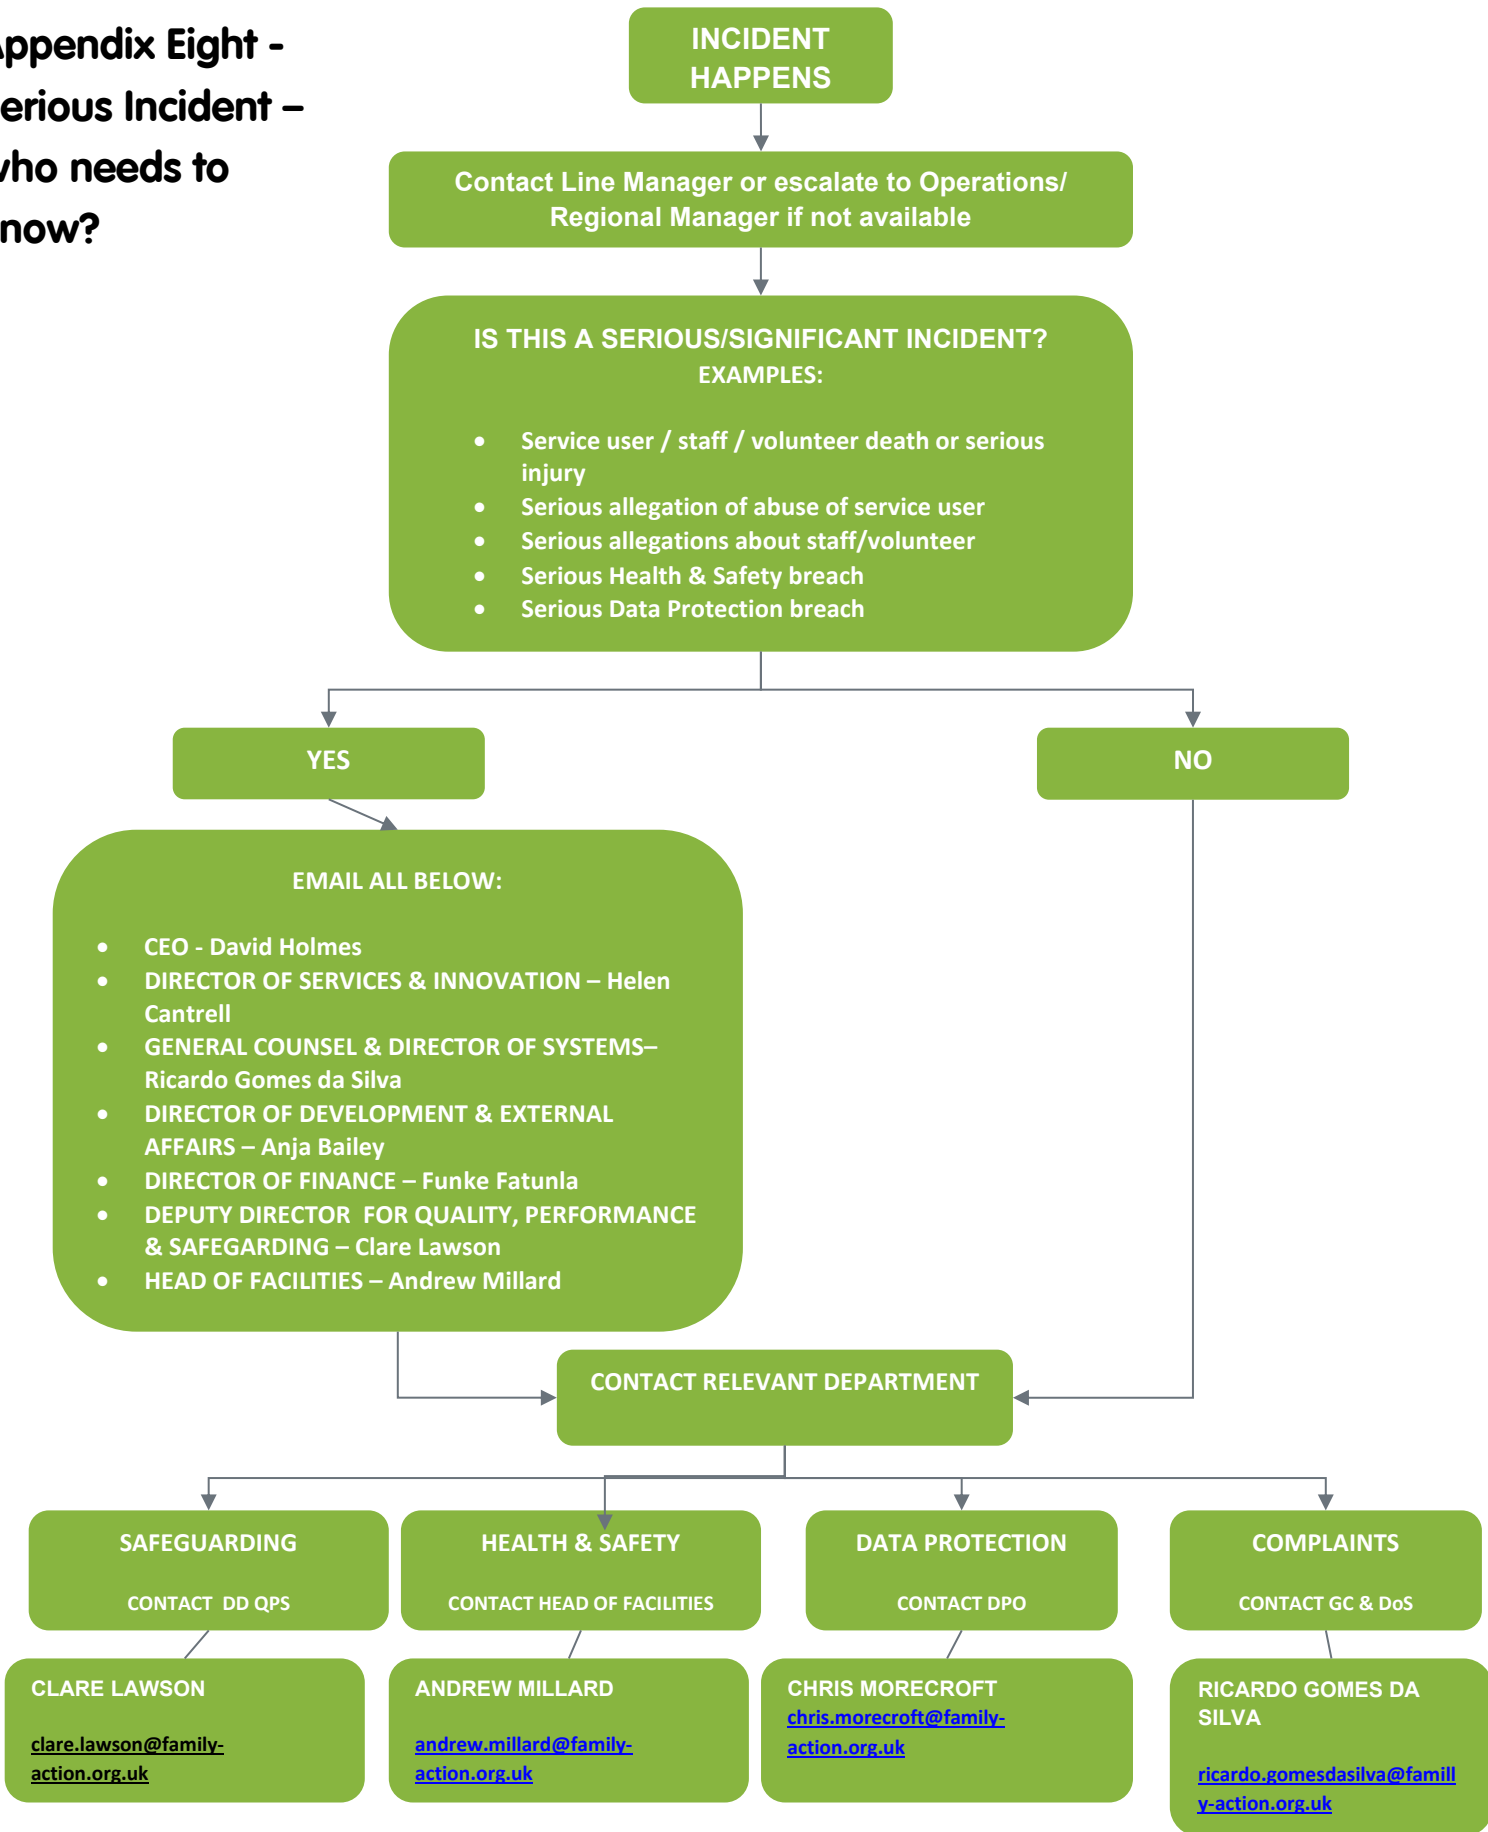 Appendix Eight -
erious Incident –
who needs to
now?
INCIDENT
HAPPENS
Contact Line Manager or escalate to Operations/
Regional Manager if not available
IS THIS A SERIOUS/SIGNIFICANT INCIDENT?
EXAMPLES:
• Service user / staff / volunteer death or serious
injury
• Serious allegation of abuse of service user
• Serious allegations about staff/volunteer
• Serious Health & Safety breach
• Serious Data Protection breach
YES
NO
EMAIL ALL BELOW:
• CEO - David Holmes
• DIRECTOR OF SERVICES & INNOVATION – Helen
Cantrell
• GENERAL COUNSEL & DIRECTOR OF SYSTEMS–
Ricardo Gomes da Silva
• DIRECTOR OF DEVELOPMENT & EXTERNAL
AFFAIRS – Anja Bailey
• DIRECTOR OF FINANCE – Funke Fatunla
• DEPUTY DIRECTOR  FOR QUALITY, PERFORMANCE
& SAFEGARDING – Clare Lawson
• HEAD OF FACILITIES – Andrew Millard
CONTACT RELEVANT DEPARTMENT
SAFEGUARDING
CONTACT  DD QPS
HEALTH & SAFETY
CONTACT HEAD OF FACILITIES
DATA PROTECTION
CONTACT DPO
COMPLAINTS
CONTACT GC & DoS
CLARE LAWSON
clare.lawson@family-
action.org.uk
ANDREW MILLARD
andrew.millard@family-
action.org.uk
CHRIS MORECROFT
chris.morecroft@family-
action.org.uk
RICARDO GOMES DA
SILVA
ricardo.gomesdasilva@famill
y-action.org.uk